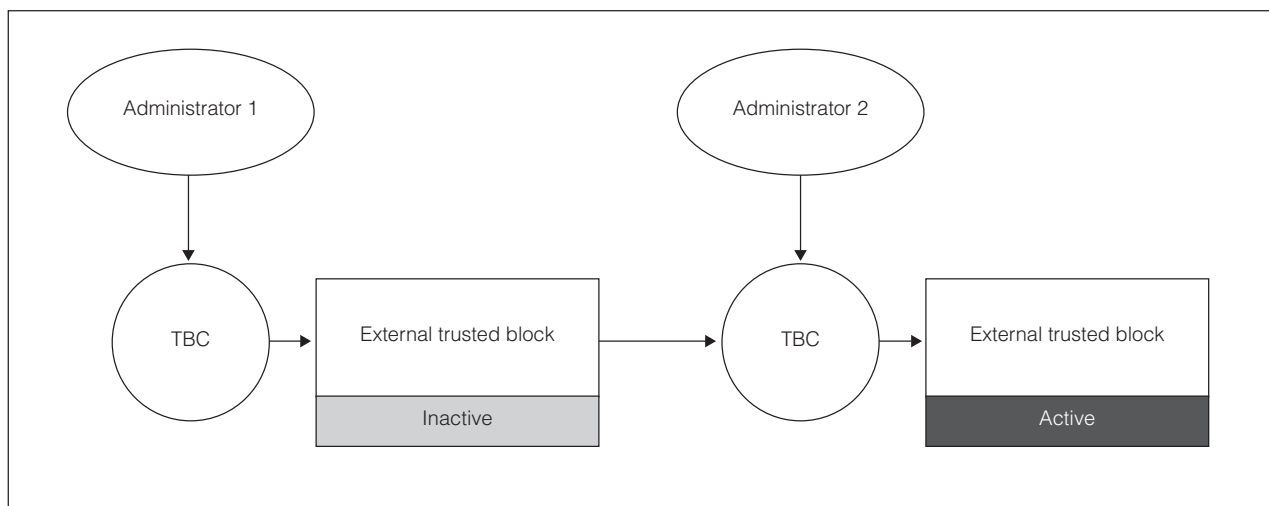 Administrator 1
Administrator 2
TBC
External trusted block
TBC
External trusted block
Inactive
Active